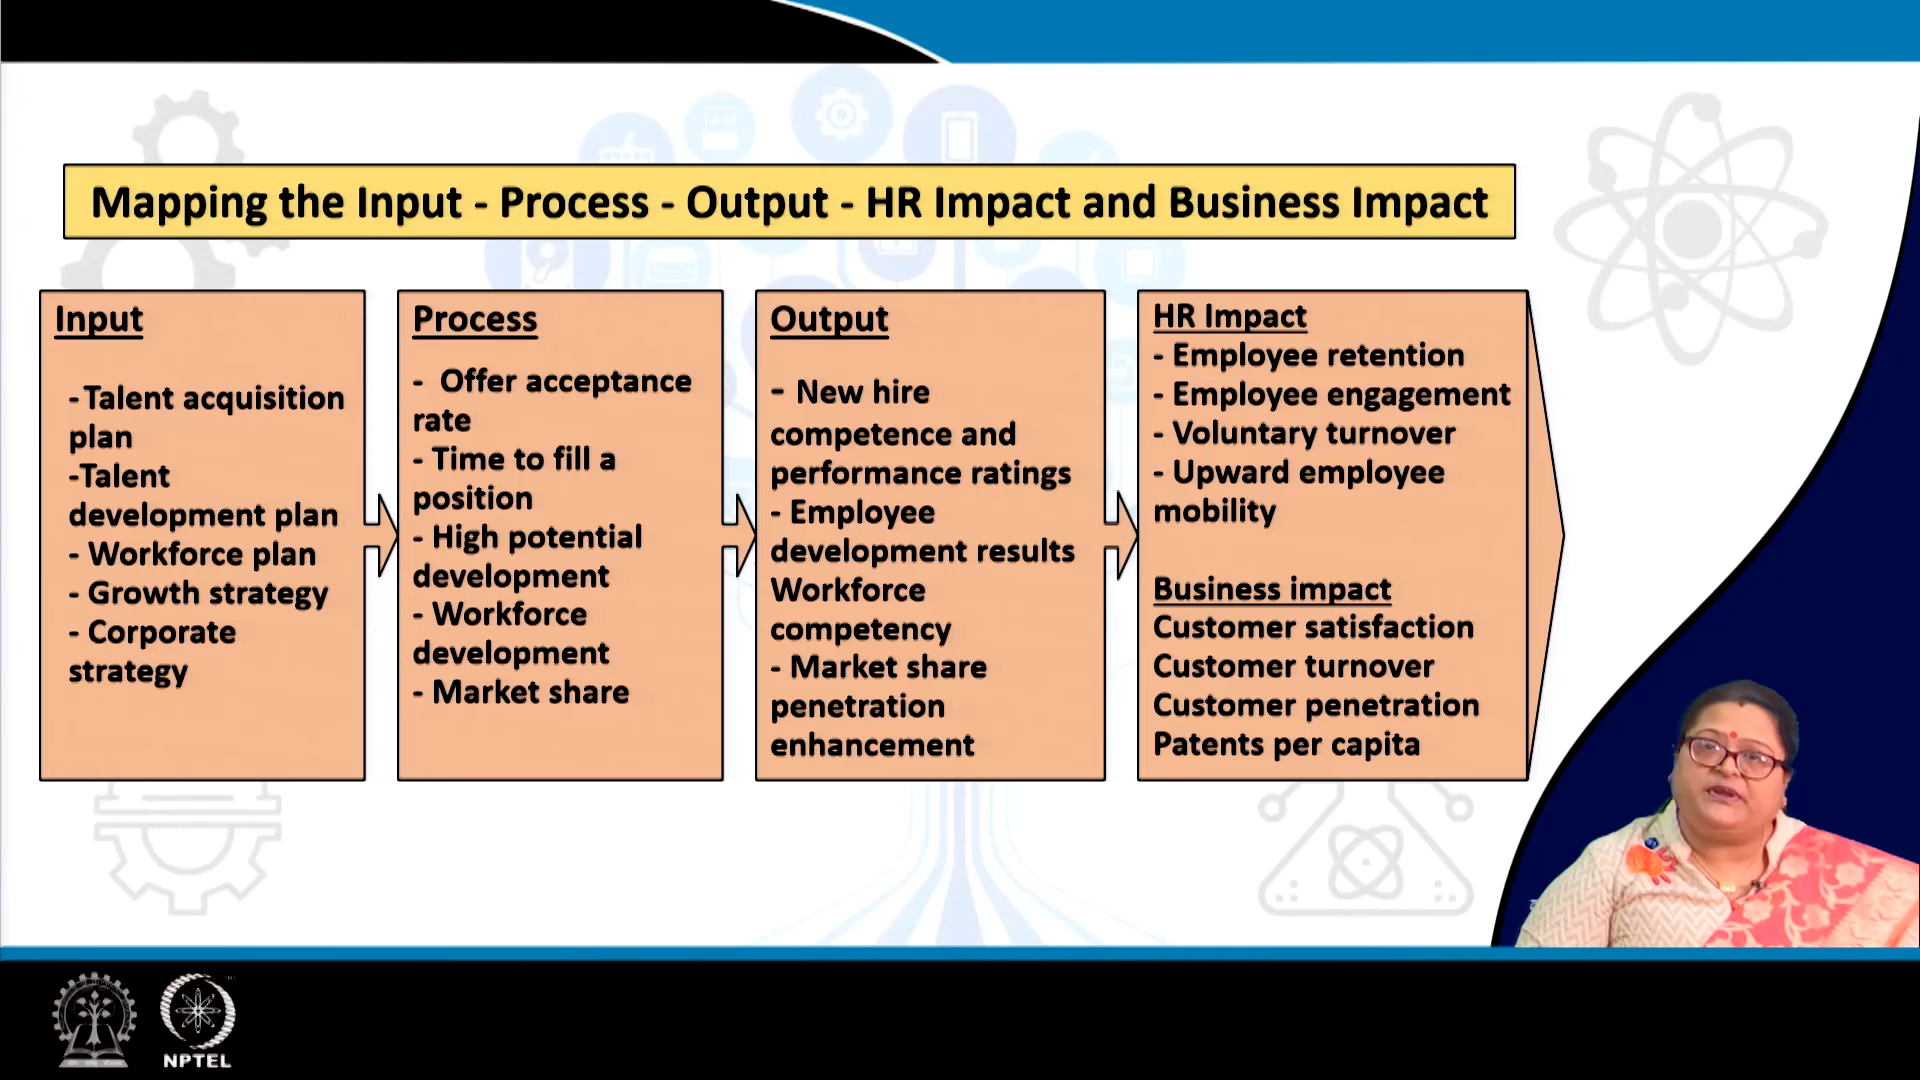 Mapping the Input - Process - Output - HR Impact and Business Impact
Input
-Talent acquisition
plan
-Talent
development plan
- Workforce plan
- Growth strategy
- Corporate
strategy
Process
- Offer acceptance
rate
- Time to fill a
position
- High potential
development
- Workforce
development
- Market share
Output
- New hire
competence and
performance ratings
- Employee
development results
Workforce
competency
- Market share
penetration
enhancement
HR Impact
- Employee retention
- Employee engagement
- Voluntary turnover
- Upward employee
mobility
Business impact
Customer satisfaction
Customer turnover
Customer penetration
Patents per capita
NPTEL